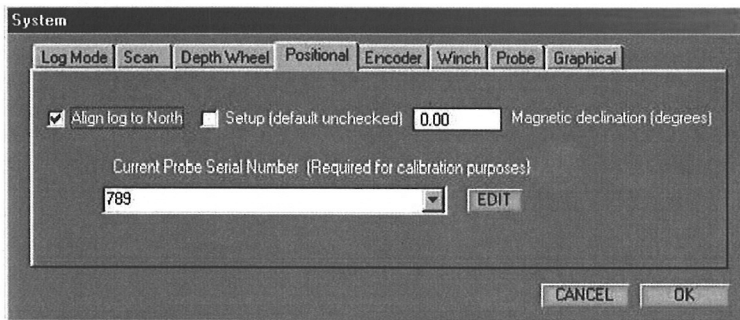 System
Log Mode Scan Depth Wheel Positional Encoder Winch Probe Graphical
Align log to North Setup (default unchecked) 0.00 Magnetic declination (degrees)
Current Probe Serial Number (Required for calibration purposes)
789 EDIT
CANCEL OK